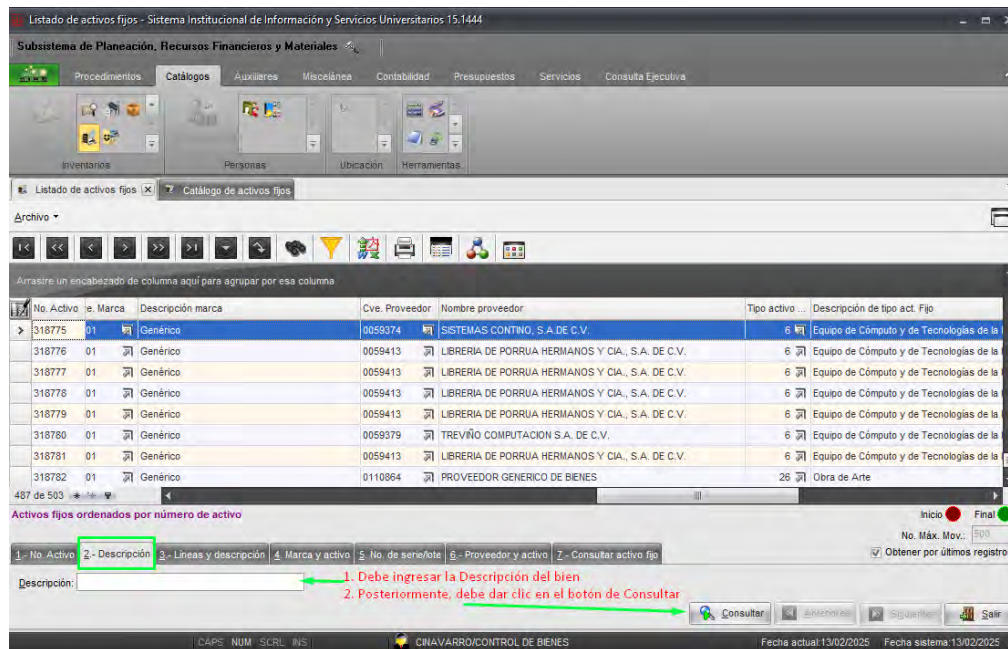 Listado de activos fijos - Sistema Institucional de Información y Servicios Universitarios 15.1444
Subsistema de Planeación, Recursos Financieros y Materiales
Procedimientos Catálogos Auxiliares Miscelánea Contabilidad Presupuestos Servicios Consulta Ejecutiva
Inventarios Personas Ubicación Herramientas
Listado de activos fijos Catálogo de activos fijos
Archivo
Arrastre un encabezado de columna aquí para agrupar por esa columna
No. Activo e. Marca Descripción marca Cve. Proveedor Nombre proveedor Tipo activo ... Descripción de tipo act. Fijo
318775 01 Genérico 0059374 SISTEMAS CONTINO, S.A.DE C.V. 6 Equipo de Cómputo y de Tecnologías de la
318776 01 Genérico 0059413 LIBRERIA DE PORRUA HERMANOS Y CIA., S.A. DE C.V. 6 Equipo de Cómputo y de Tecnologías de la
318777 01 Genérico 0059413 LIBRERIA DE PORRUA HERMANOS Y CIA., S.A. DE C.V. 6 Equipo de Cómputo y de Tecnologías de la
318778 01 Genérico 0059413 LIBRERIA DE PORRUA HERMANOS Y CIA., S.A. DE C.V. 6 Equipo de Cómputo y de Tecnologías de la
318779 01 Genérico 0059413 LIBRERIA DE PORRUA HERMANOS Y CIA., S.A. DE C.V. 6 Equipo de Cómputo y de Tecnologías de la
318780 01 Genérico 0059379 TREVIÑO COMPUTACION S.A. DE C.V. 6 Equipo de Cómputo y de Tecnologías de la
318781 01 Genérico 0059413 LIBRERIA DE PORRUA HERMANOS Y CIA., S.A. DE C.V. 6 Equipo de Cómputo y de Tecnologías de la
318782 01 Genérico 0110864 PROVEEDOR GENERICO DE BIENES 26 Obra de Arte
487 de 503
Activos fijos ordenados por número de activo Inicio Final
No. Máx. Mov.: 500
1.- No. Activo 2.- Descripción 3.- Líneas y descripción 4 Marca y activo 5 No. de serie/lote 6.- Proveedor y activo 7.- Consultar activo fijo Obtener por últimos registro
Descripción: 1. Debe ingresar la Descripción del bien
2. Posteriormente, debe dar clic en el botón de Consultar
Consultar Anteriores Siguientes Salir
CAPS NUM SCRL INS CINAVARRO/CONTROL DE BIENES Fecha actual:13/02/2025 Fecha sistema:13/02/2025